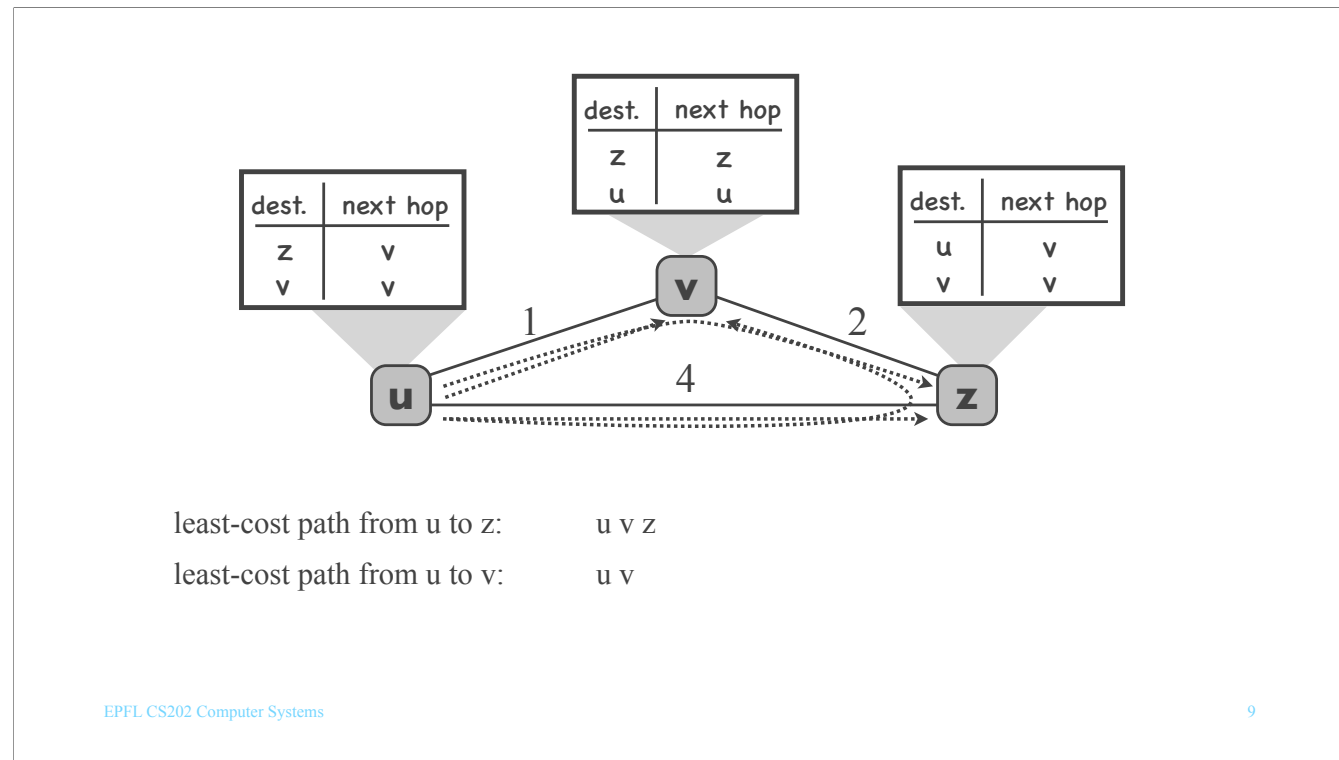 dest. next hop
z z
u u
dest. next hop
z v
v v
dest. next hop
u v
v v
v
1
2
4
u
z
least-cost path from u to z: u v z
least-cost path from u to v: u v
EPFL CS202 Computer Systems 9